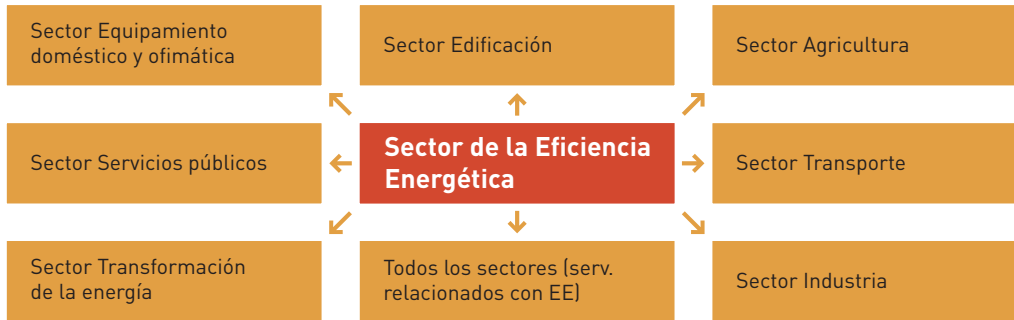 Sector Equipamiento
doméstico y ofimática
Sector Edificación
Sector Agricultura
Sector Servicios públicos
Sector de la Eficiencia
Energética
Sector Transporte
Sector Transformación
de la energía
Todos los sectores (serv.
relacionados con EE)
Sector Industria